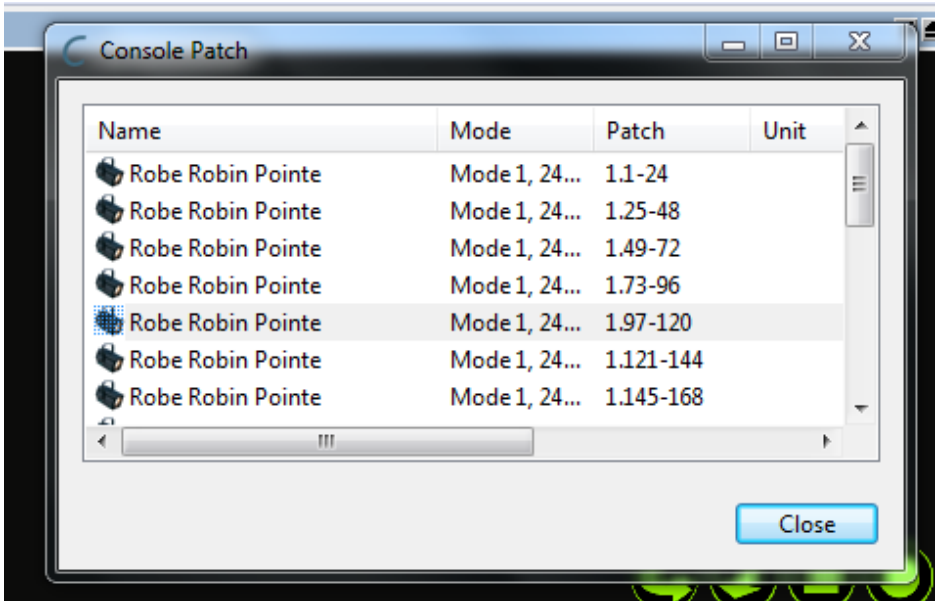 Console Patch
Name Mode Patch Unit
Robe Robin Pointe Mode 1, 24... 1.1-24
Robe Robin Pointe Mode 1, 24... 1.25-48
Robe Robin Pointe Mode 1, 24... 1.49-72
Robe Robin Pointe Mode 1, 24... 1.73-96
Robe Robin Pointe Mode 1, 24... 1.97-120
Robe Robin Pointe Mode 1, 24... 1.121-144
Robe Robin Pointe Mode 1, 24... 1.145-168
Close